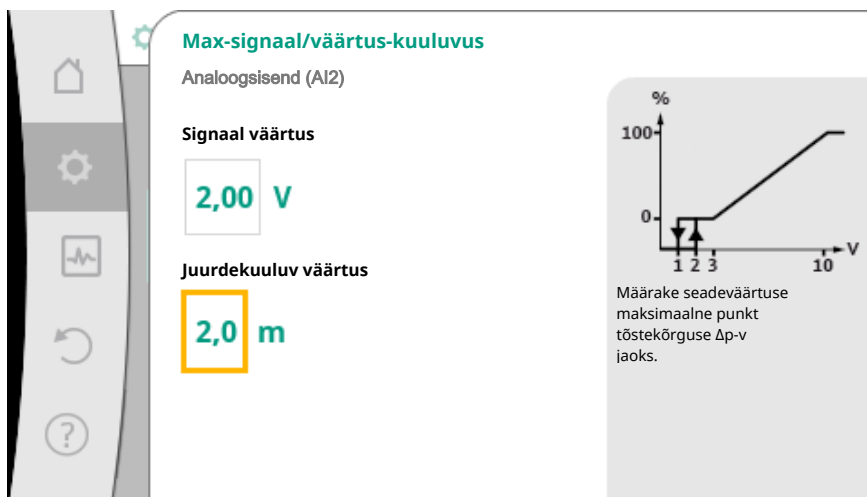 Max-signaal/väärtus-kuuluvus
Analoogsisend (AI2)
Signaal väärtus
2,00 V
Juurdekuuluv väärtus
2,0 m
%
100
0
1 2 3 10 V
Määrake seadeväärtuse
maksimaalne punkt
tõstekõrguse Δp-v
jaoks.
?